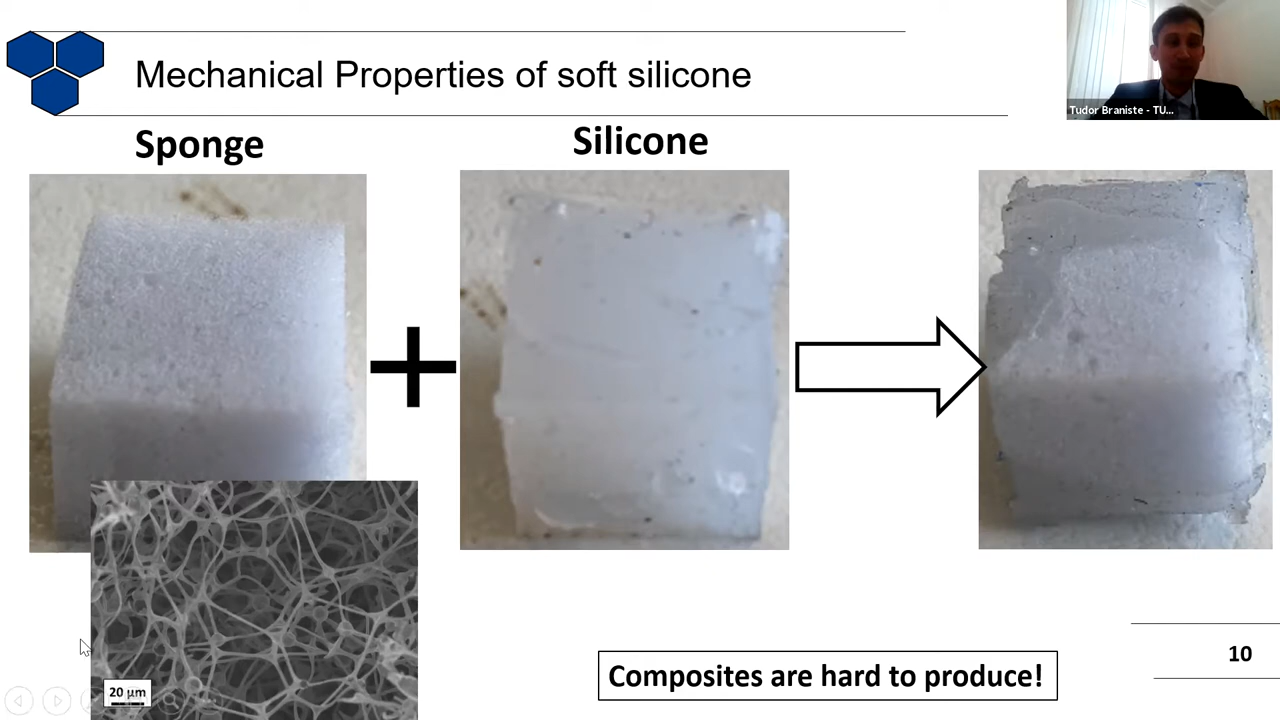 Mechanical Properties of soft silicone
Tudor Braniste - TU...
Sponge
Silicone
20 µm
Composites are hard to produce!
10